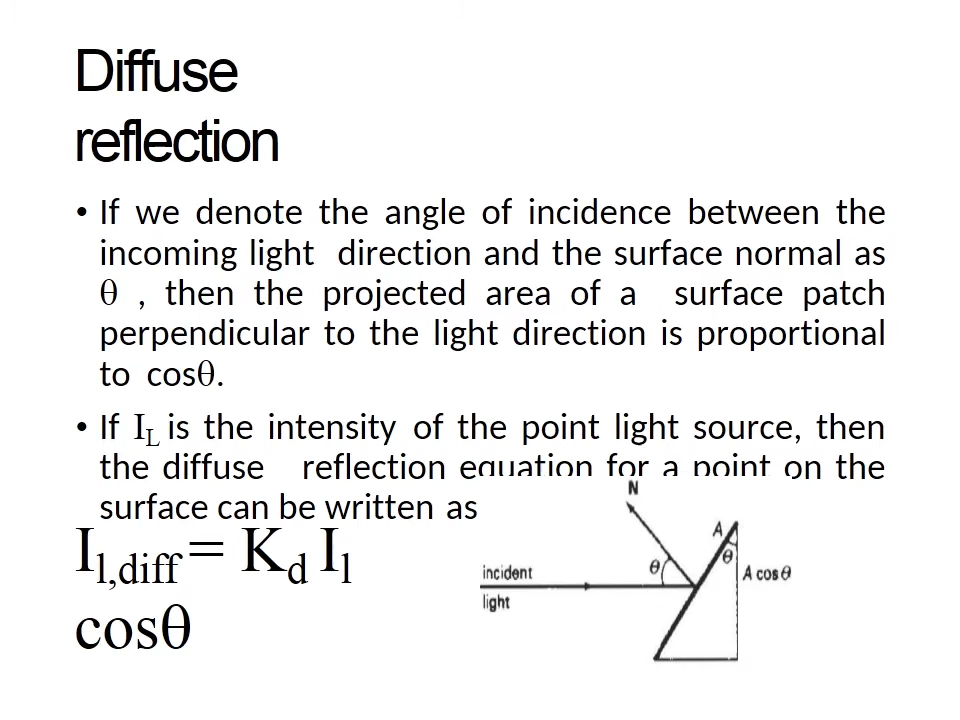 Diffuse
reflection
• If we denote the angle of incidence between the
incoming light direction and the surface normal as
θ , then the projected area of a surface patch
perpendicular to the light direction is proportional
to cosθ.
• If IL is the intensity of the point light source, then
the diffuse reflection equation for a point on the
surface can be written as
Il,diff = Kd Il
cosθ
N
A
θ
θ
incident
A cos θ
light